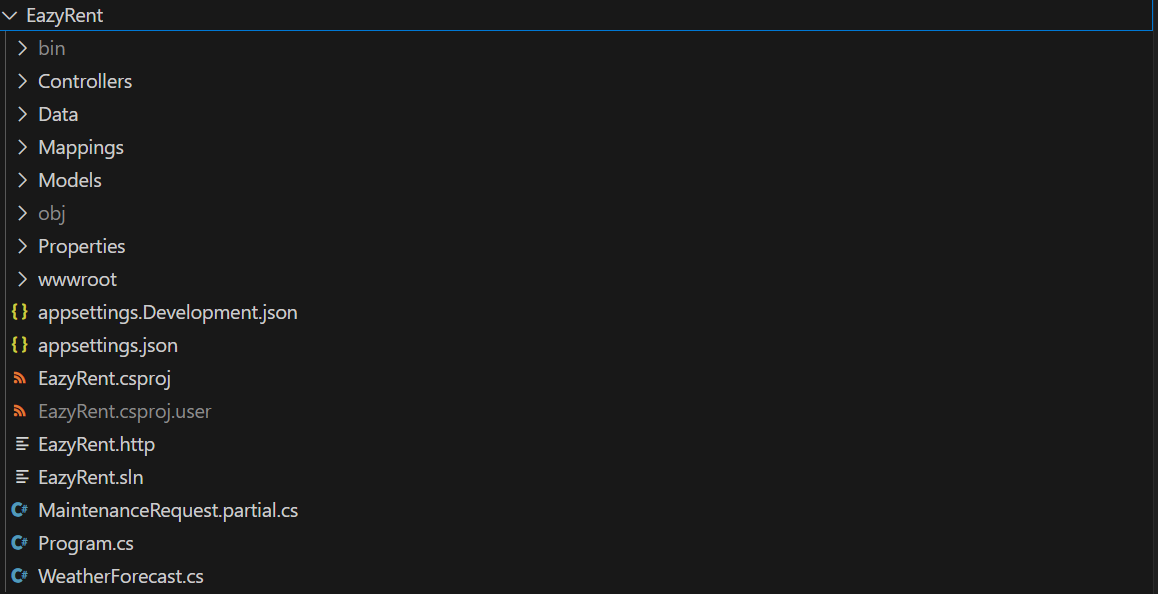 EazyRent
bin
Controllers
Data
Mappings
Models
obj
Properties
wwwroot
{} appsettings.Development.json
{} appsettings.json
EazyRent.csproj
EazyRent.csproj.user
EazyRent.http
EazyRent.sln
C# MaintenanceRequest.partial.cs
C# Program.cs
C# WeatherForecast.cs